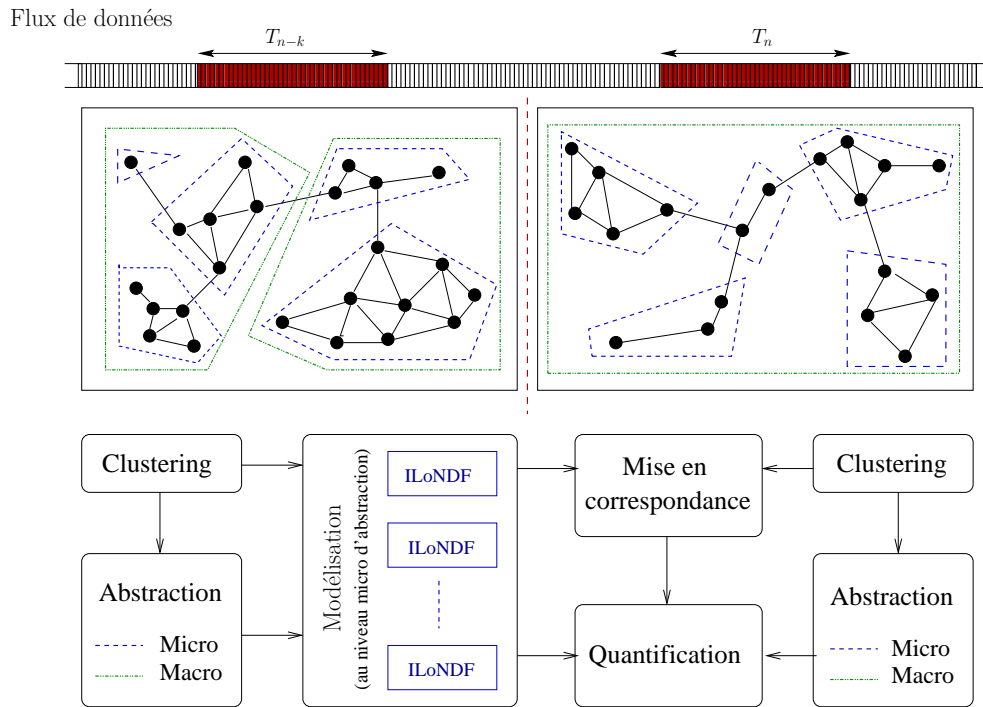 Flux de données
T_{n-k}
T_n
Clustering
Abstraction
Micro
Macro
Modélisation
(au niveau micro d'abstraction)
ILoNDF
ILoNDF
ILoNDF
Mise en
correspondance
Quantification
Clustering
Abstraction
Micro
Macro